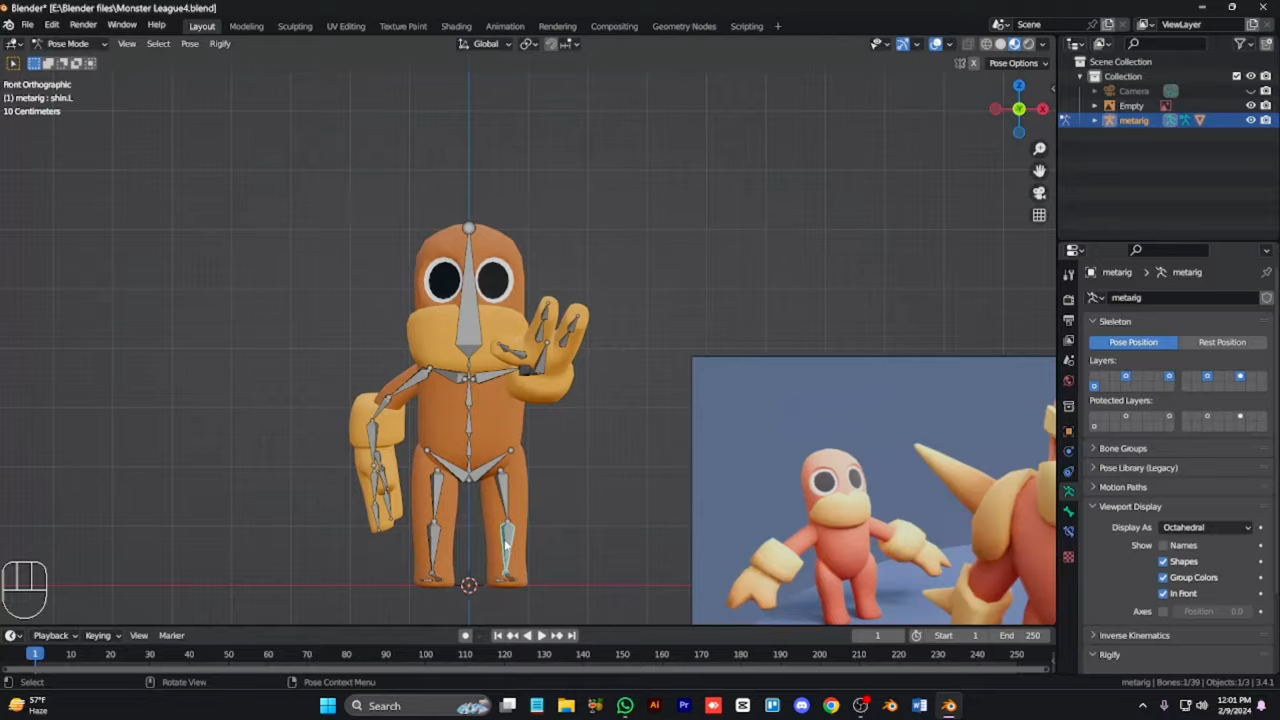 Blender* [E:\Blender files\Monster League4.blend]
File Edit Render Window Help Layout Modeling Sculpting UV Editing Texture Paint Shading Animation Rendering Compositing Geometry Nodes Scripting + Scene ViewLayer
Pose Mode View Select Pose Rigify Global
Pose Options
Front Orthographic
(1) metarig : shin.L
10 Centimeters
Z
Y
X
Scene Collection
Collection
Camera
Empty
metarig
metarig > metarig
metarig
Skeleton
Pose Position Rest Position
Layers:
Protected Layers:
Bone Groups
Pose Library (Legacy)
Motion Paths
Viewport Display
Display As Octahedral
Show Names
Shapes
Group Colors
In Front
Axes Position 0.0
Inverse Kinematics
Rigify
Playback Keying View Marker 1 Start 1 End 250
1 10 20 30 40 50 60 70 80 90 100 110 120 130 140 150 160 170 180 190 200 210 220 230 240 250
Select Rotate View Pose Context Menu metarig | Bones:1/39 | Objects:1/3 | 3.4.1
57°F
Haze
Search
Ai
Pr
W
12:01 PM
2/9/2024